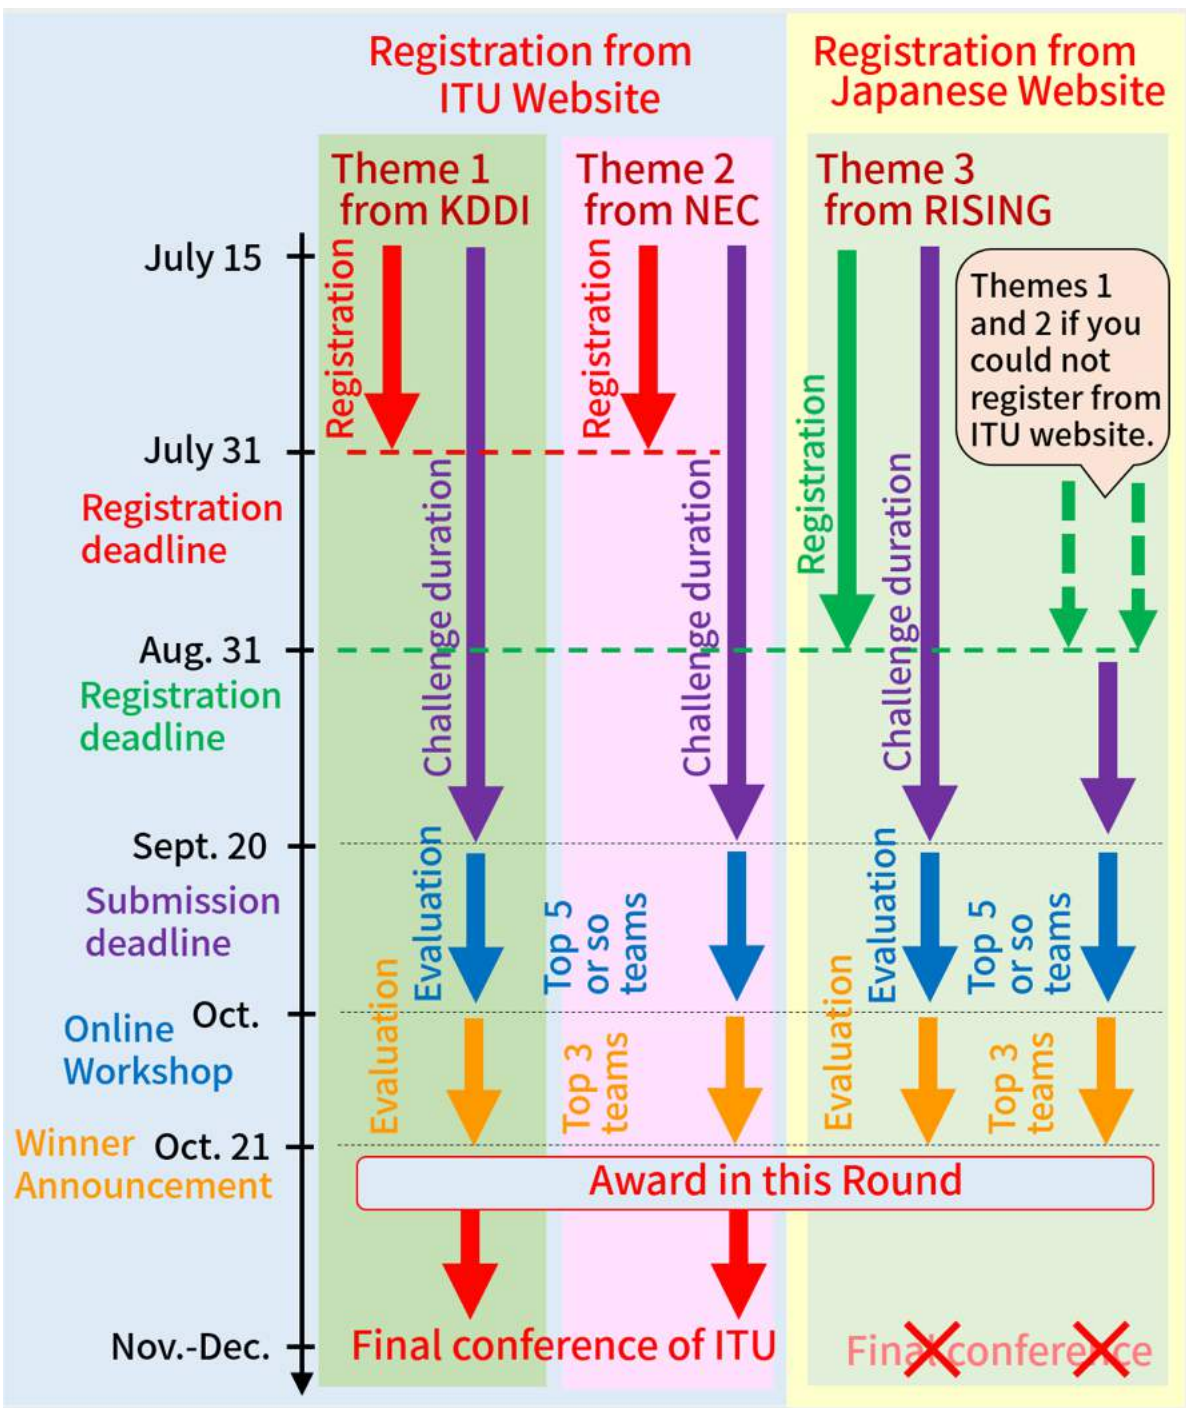 Registration from
ITU Website
Registration from
Japanese Website
Theme 1
from KDDI
Theme 2
from NEC
Theme 3
from RISING
July 15
Registration
Registration
Registration
Themes 1
and 2 if you
could not
register from
ITU website.
July 31
Registration
deadline
Challenge duration
Challenge duration
Challenge duration
Aug. 31
Registration
deadline
Sept. 20
Submission
deadline
Evaluation
Top 5
or so
teams
Evaluation
Top 5
or so
teams
Oct.
Online
Workshop
Evaluation
Top 3
teams
Evaluation
Top 3
teams
Winner
Announcement
Oct. 21
Award in this Round
Nov.-Dec.
Final conference of ITU
Final conference